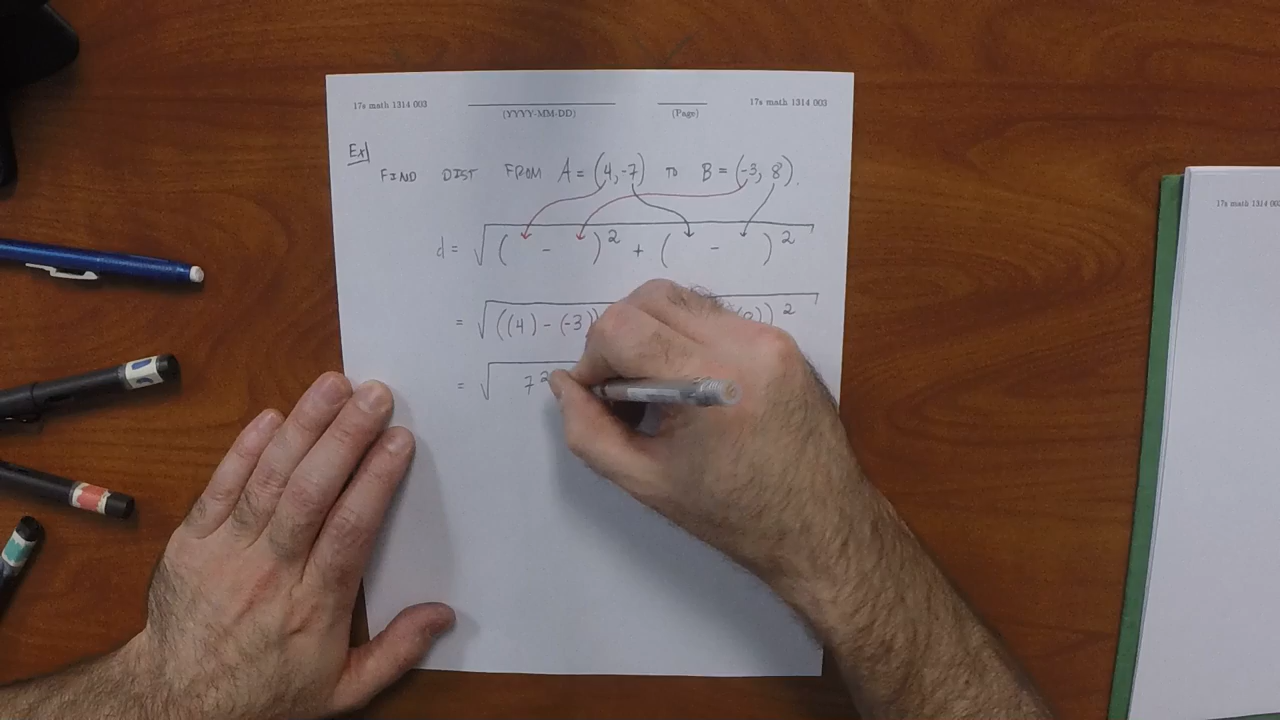 17s math 1314 003 (YYYY-MM-DD) (Page) 17s math 1314 003
Ex|
FIND DIST FROM A = (4,-7) TO B = (-3, 8).
d = √( - )² + ( - )²
= √((4) - (-3)) )) ²
= √ 7²
17s math 1314